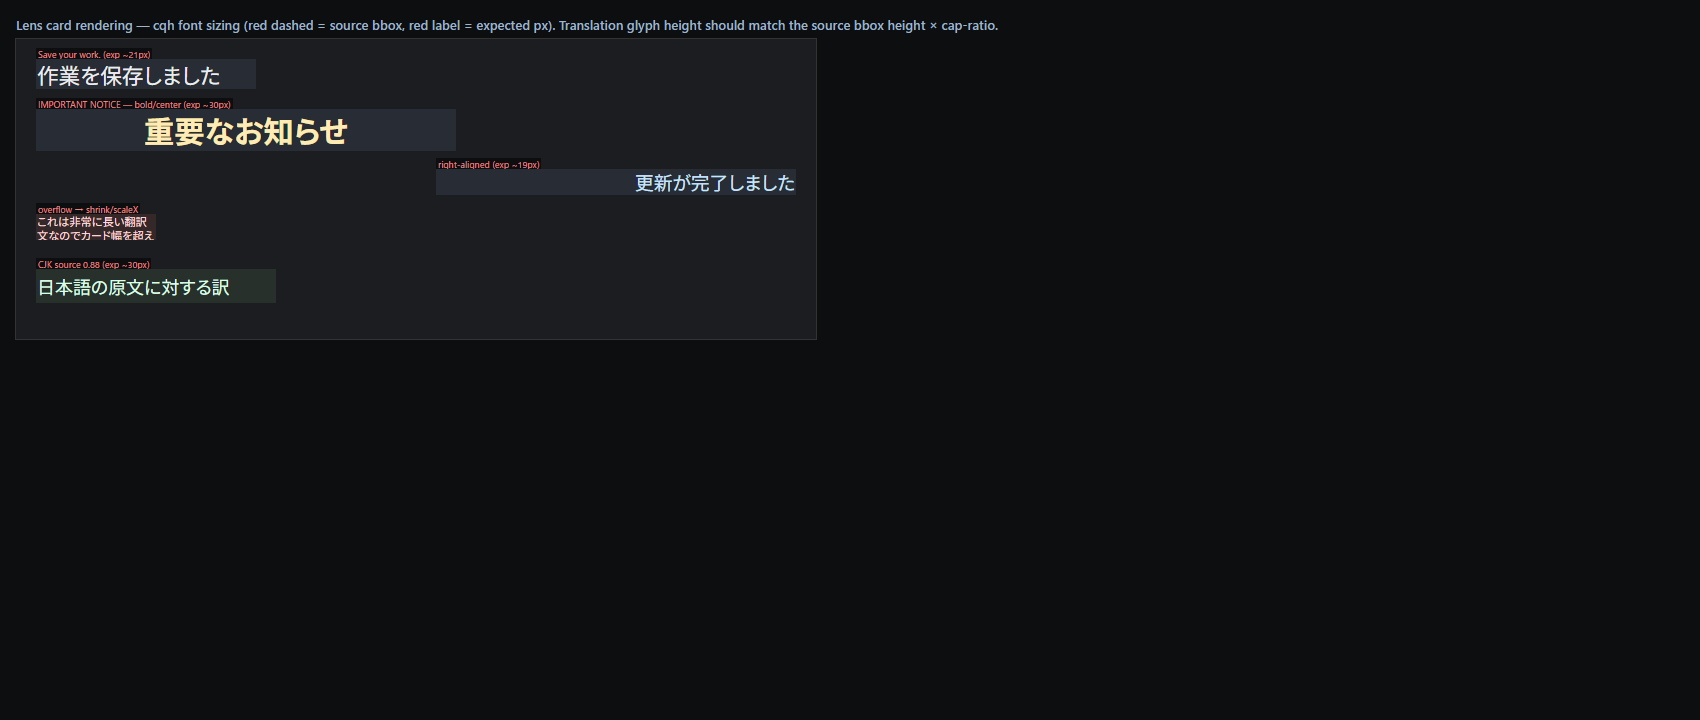 Lens card rendering — cqh font sizing (red dashed = source bbox, red label = expected px). Translation glyph height should match the source bbox height × cap-ratio.
Save your work. (exp ~21px)
作業を保存しました
IMPORTANT NOTICE — bold/center (exp ~30px)
重要なお知らせ
right-aligned (exp ~19px)
更新が完了しました
overflow → shrink/scaleX
これは非常に長い翻訳
文なのでカード幅を超え
CJK source 0.88 (exp ~30px)
日本語の原文に対する訳